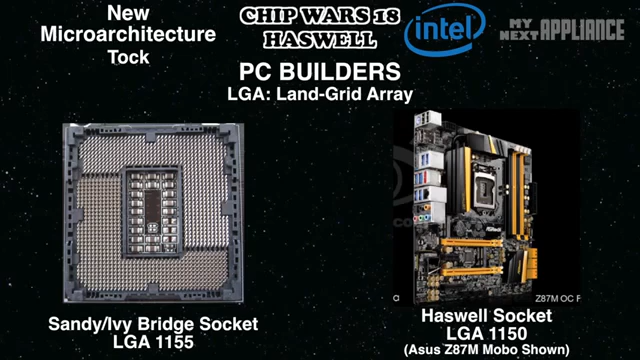 New
Microarchitecture
Tock
CHIP WARS 18
HASWELL
intel
MY
NEXT APPLIANCE
PC BUILDERS
LGA: Land-Grid Array
ASRock
a
Z87M OC F
Sandy/Ivy Bridge Socket
LGA 1155
Haswell Socket
LGA 1150
(Asus Z87M Mobo Shown)